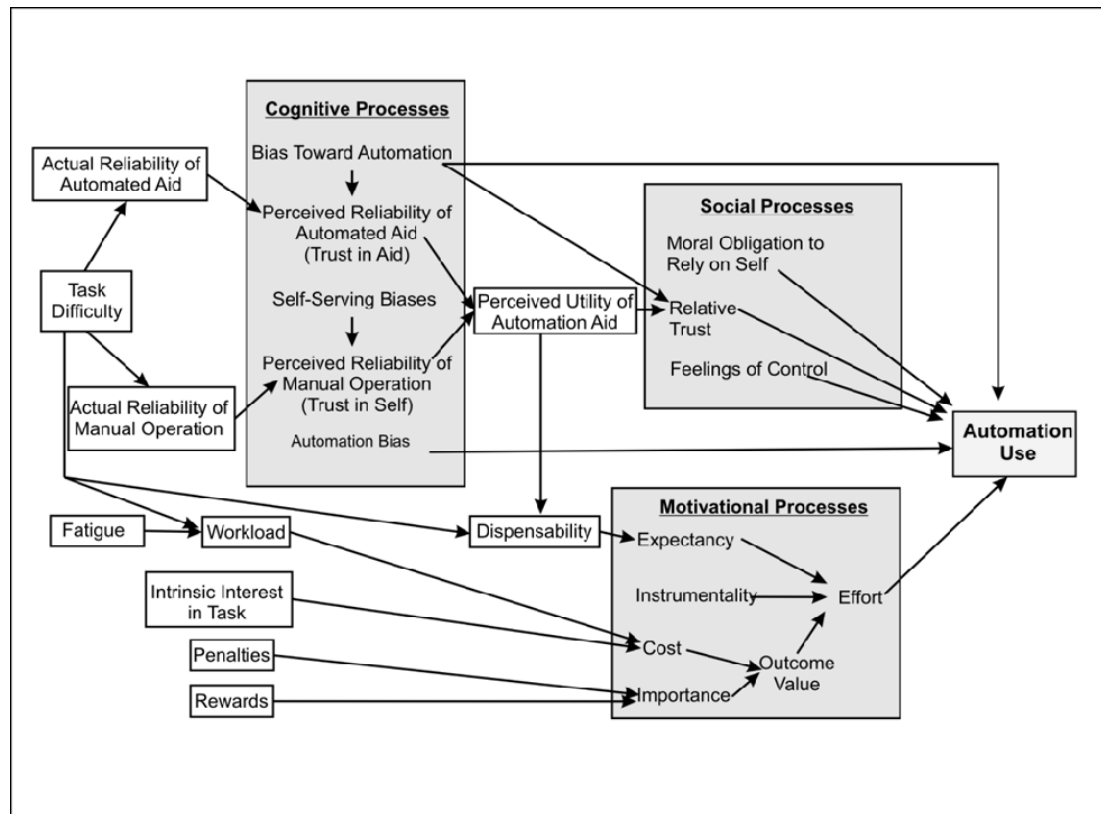 Cognitive Processes
Bias Toward Automation
Actual Reliability of
Automated Aid
Perceived Reliability of
Automated Aid
(Trust in Aid)
Social Processes
Moral Obligation to
Rely on Self
Task
Difficulty
Self-Serving Biases
Perceived Utility of
Automation Aid
Relative
Trust
Perceived Reliability of
Manual Operation
(Trust in Self)
Feelings of Control
Actual Reliability of
Manual Operation
Automation Bias
Automation
Use
Motivational Processes
Fatigue
Workload
Dispensability
Expectancy
Intrinsic Interest
in Task
Instrumentality
Effort
Penalties
Cost
Outcome
Value
Rewards
Importance